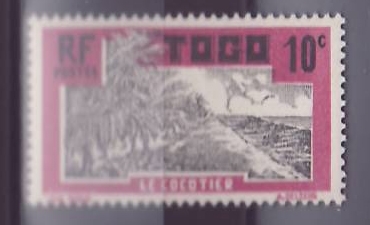 RF TOGO 10c
POSTES
LE COCOTIER